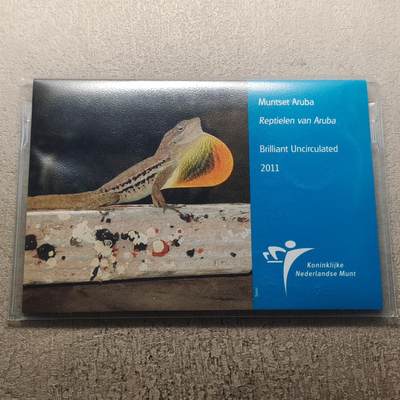 Muntset Aruba
Reptielen van Aruba
Brilliant Uncirculated
2011
Koninklijke
Nederlandse Munt